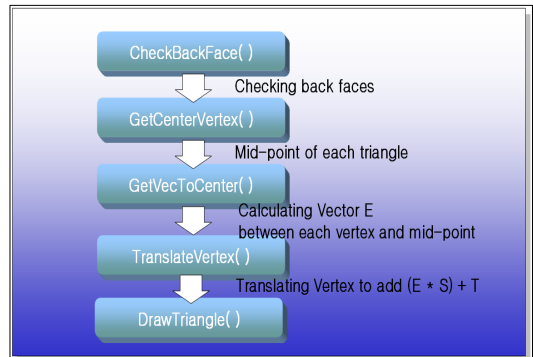 CheckBackFace( )
Checking back faces
GetCenterVertex( )
Mid-point of each triangle
GetVecToCenter( )
Calculating Vector E
between each vertex and mid-point
TranslateVertex( )
Translating Vertex to add (E * S) + T
DrawTriangle( )